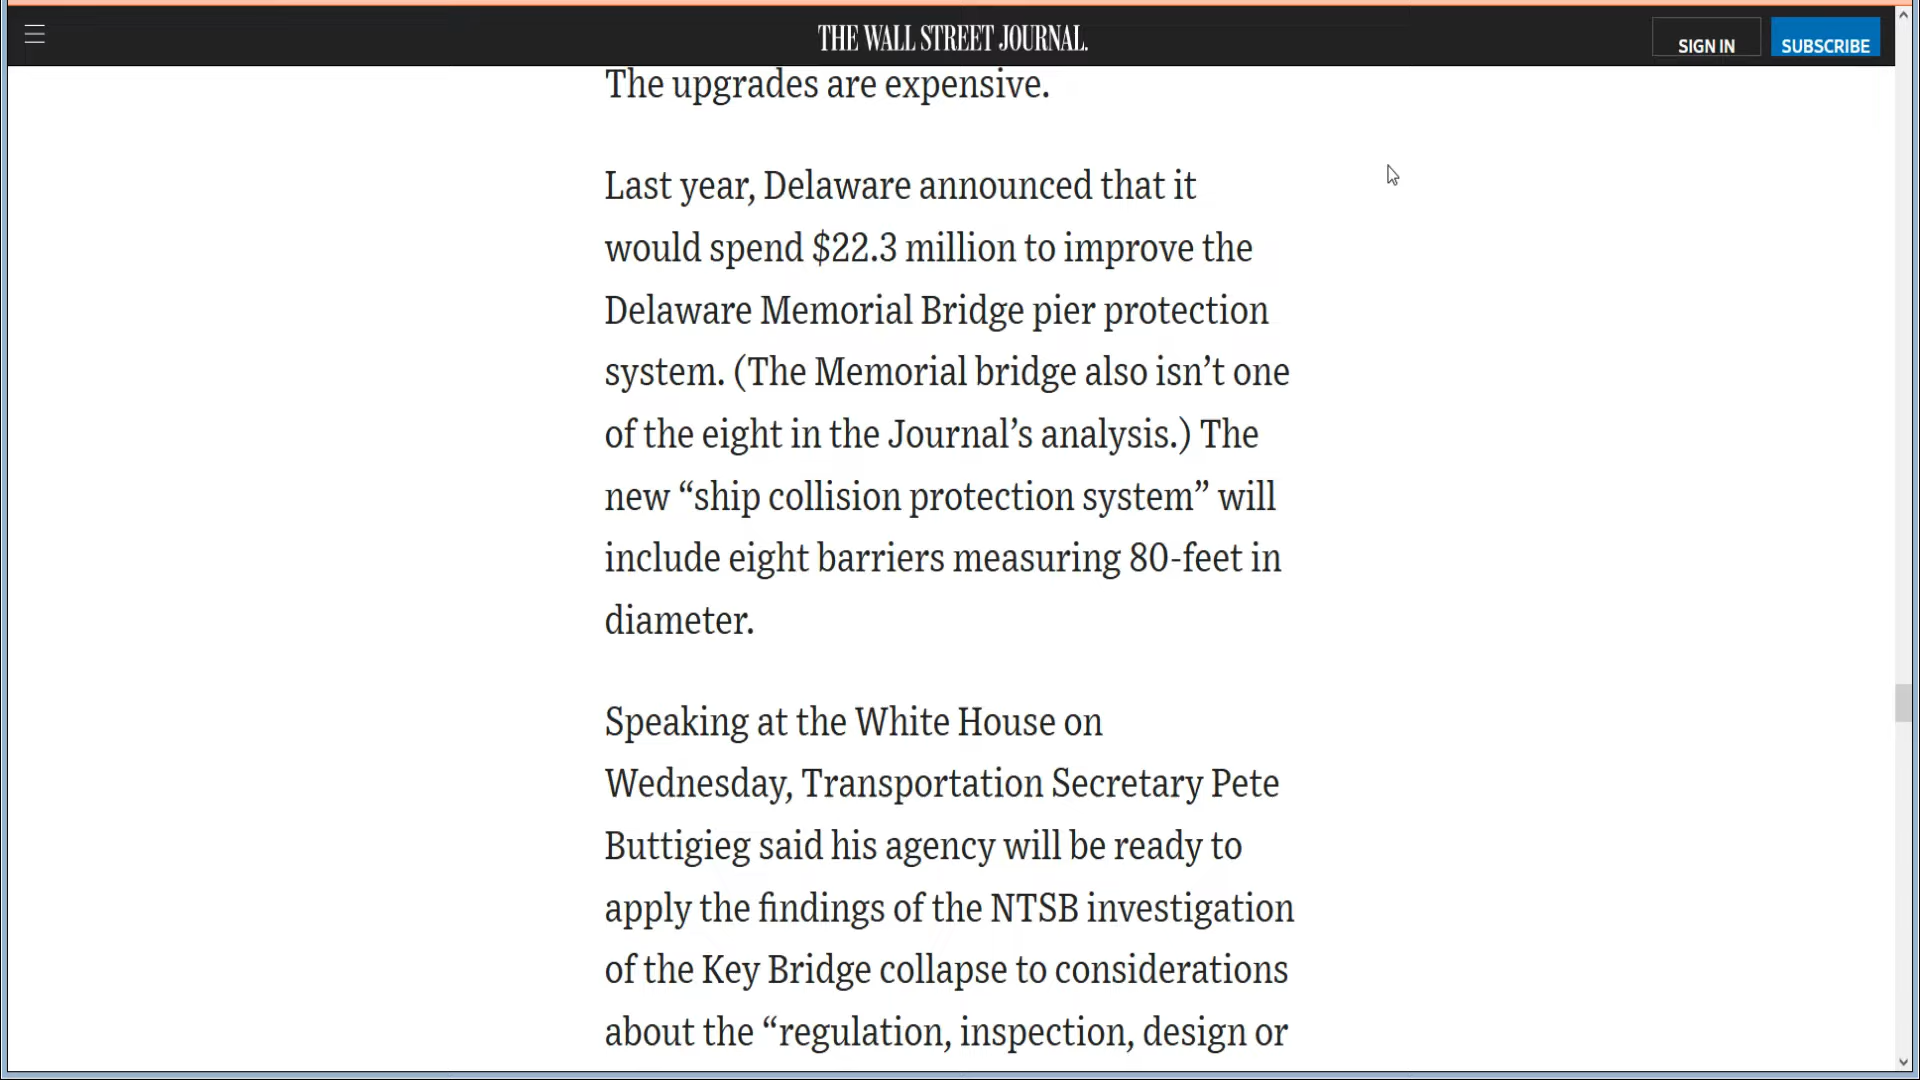 THE WALL STREET JOURNAL.
SIGN IN
SUBSCRIBE
The upgrades are expensive.
Last year, Delaware announced that it
would spend $22.3 million to improve the
Delaware Memorial Bridge pier protection
system. (The Memorial bridge also isn’t one
of the eight in the Journal’s analysis.) The
new “ship collision protection system” will
include eight barriers measuring 80-feet in
diameter.
Speaking at the White House on
Wednesday, Transportation Secretary Pete
Buttigieg said his agency will be ready to
apply the findings of the NTSB investigation
of the Key Bridge collapse to considerations
about the “regulation, inspection, design or